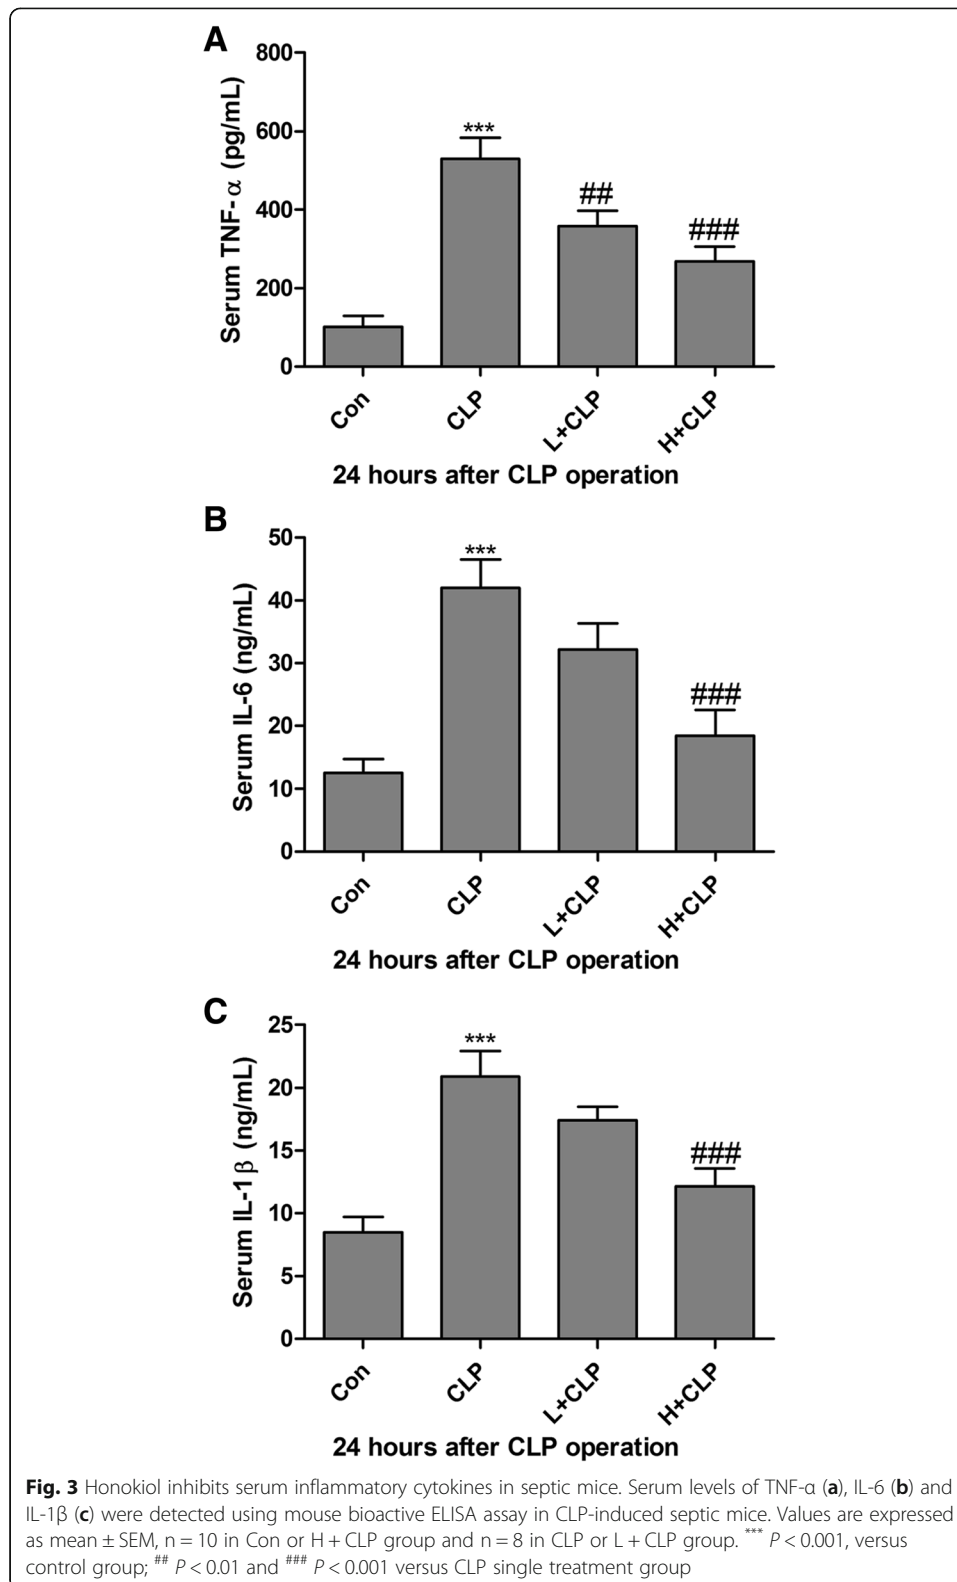 A
800
600
400
200
0
Serum TNF-α (pg/mL)
***
##
###
Con
CLP
L+CLP
H+CLP
24 hours after CLP operation
B
50
40
30
20
10
0
Serum IL-6 (ng/mL)
***
###
Con
CLP
L+CLP
H+CLP
24 hours after CLP operation
C
25
20
15
10
5
0
Serum IL-1β (ng/mL)
***
###
Con
CLP
L+CLP
H+CLP
24 hours after CLP operation
Fig. 3 Honokiol inhibits serum inflammatory cytokines in septic mice. Serum levels of TNF-α (a), IL-6 (b) and
IL-1β (c) were detected using mouse bioactive ELISA assay in CLP-induced septic mice. Values are expressed
as mean ± SEM, n = 10 in Con or H + CLP group and n = 8 in CLP or L + CLP group. *** P < 0.001, versus
control group; ## P < 0.01 and ### P < 0.001 versus CLP single treatment group